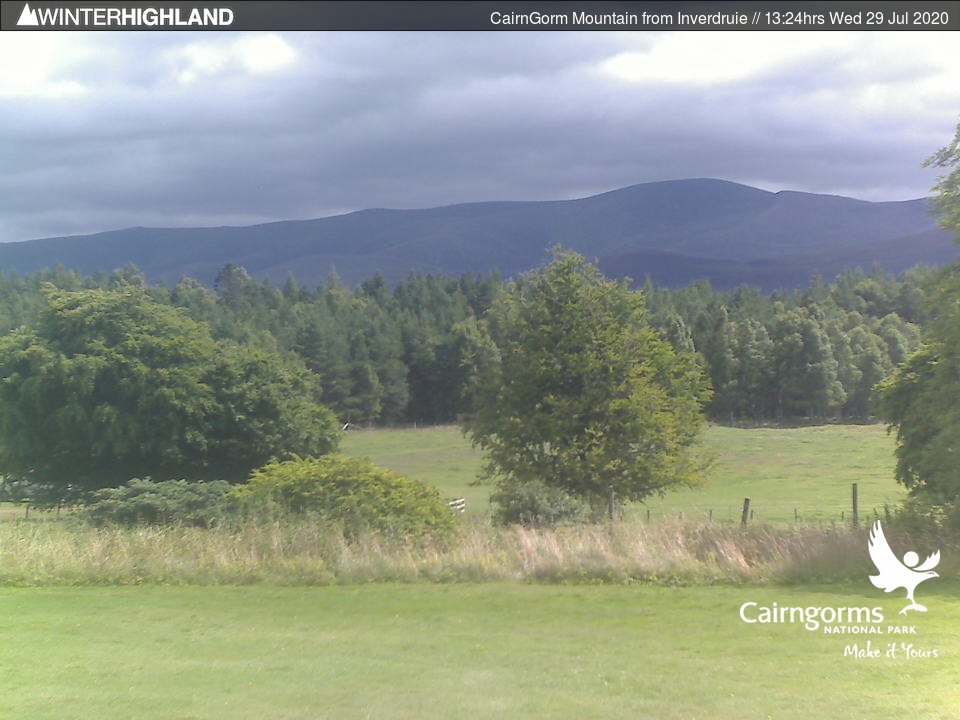 WINTERHIGHLAND
CairnGorm Mountain from Inverdruie // 13:24hrs Wed 29 Jul 2020
Cairngorms
NATIONAL PARK
Make it Yours